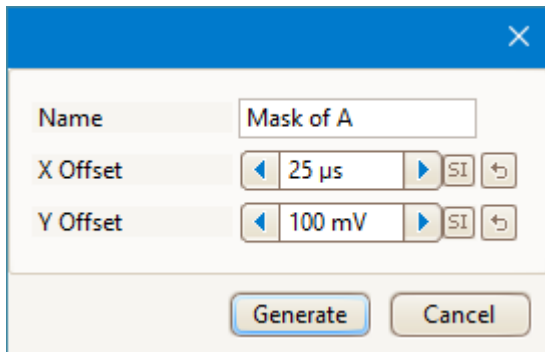 Name Mask of A
X Offset 25 µs SI
Y Offset 100 mV SI
Generate Cancel